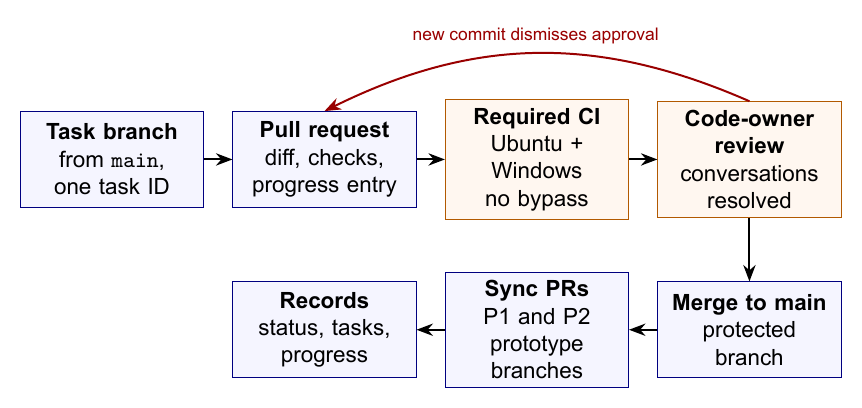 new commit dismisses approval
Task branch
from main,
one task ID
Pull request
diff, checks,
progress entry
Required CI
Ubuntu +
Windows
no bypass
Code-owner
review
conversations
resolved
Records
status, tasks,
progress
Sync PRs
P1 and P2
prototype
branches
Merge to main
protected
branch